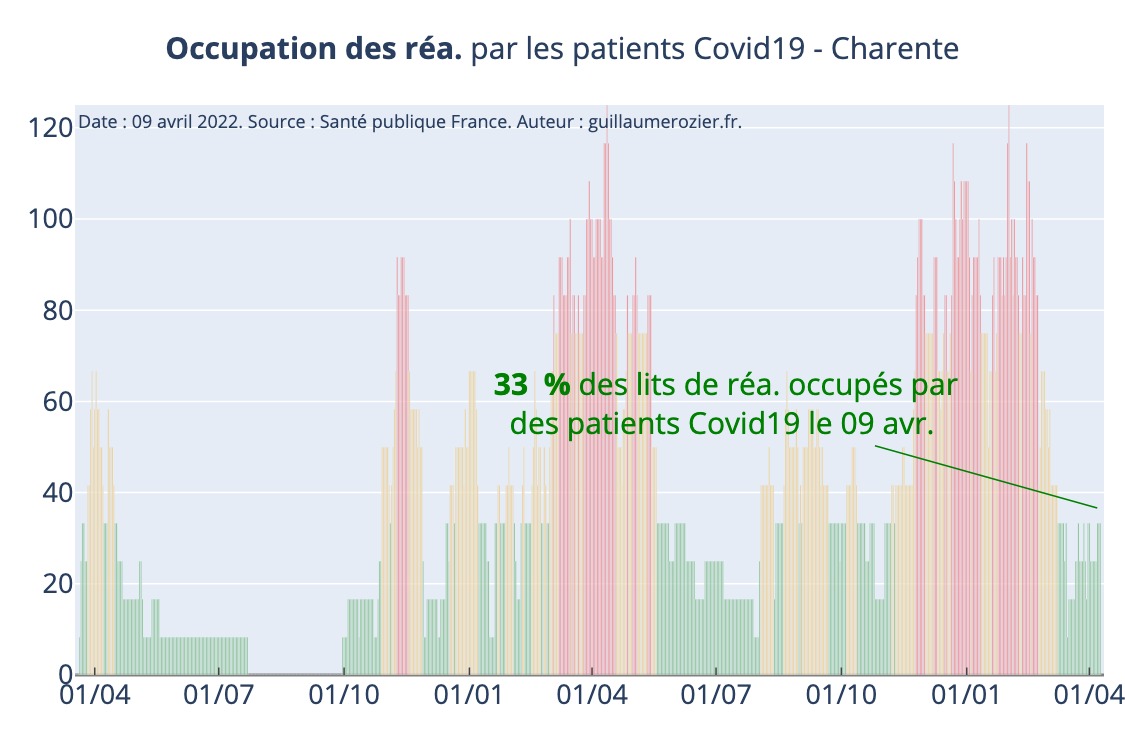 Occupation des réa. par les patients Covid19 - Charente
Date : 09 avril 2022. Source : Santé publique France. Auteur : guillaumerozier.fr.
120
100
80
60
40
20
0
33 % des lits de réa. occupés par
des patients Covid19 le 09 avr.
01/04 01/07 01/10 01/01 01/04 01/07 01/10 01/01 01/04